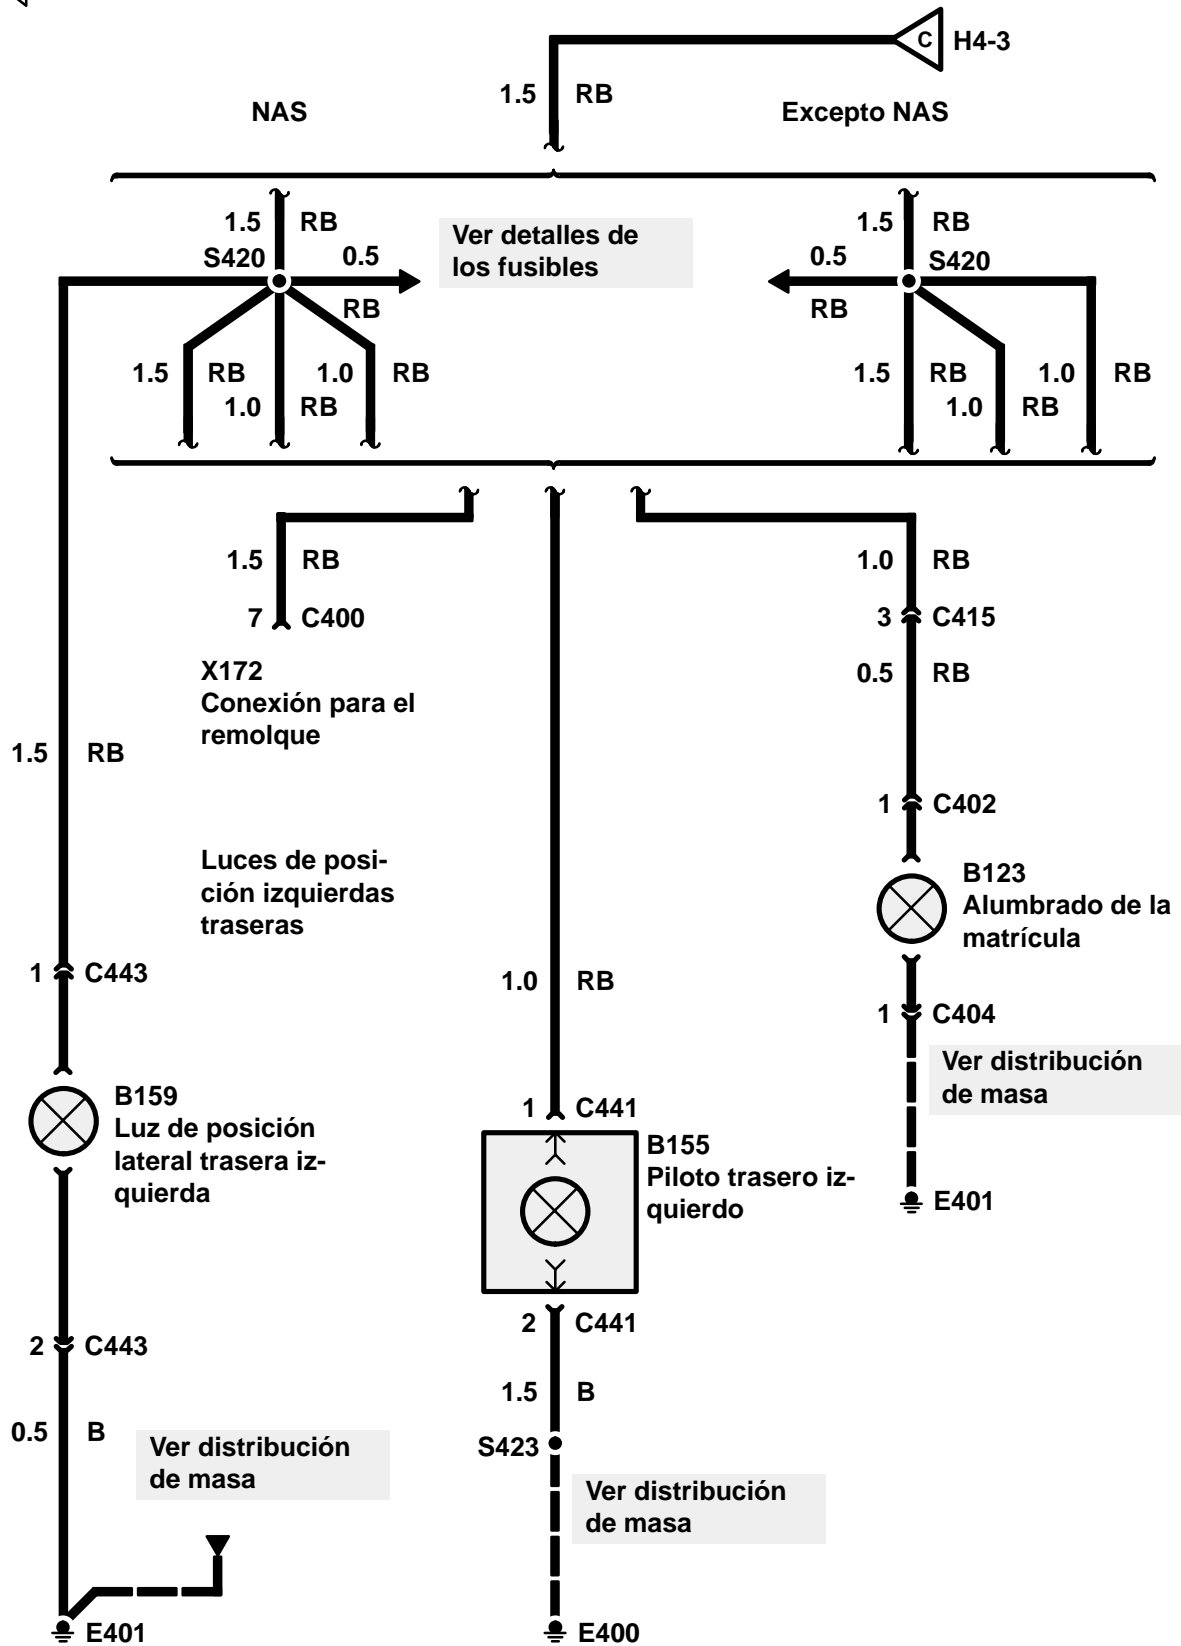 C H4-3
1.5 RB
NAS
Excepto NAS
1.5 RB
S420 0.5
RB
Ver detalles de
los fusibles
1.5 RB
0.5 S420
RB
1.5 RB 1.0 RB
1.0 RB
1.5 RB 1.0 RB
1.0 RB
1.5 RB
7 C400
X172
Conexión para el
remolque
1.0 RB
3 C415
0.5 RB
1.5 RB
1 C402
Luces de posi-
ción izquierdas
traseras
B123
Alumbrado de la
matrícula
1 C443
1.0 RB
1 C404
Ver distribución
de masa
B159
Luz de posición
lateral trasera iz-
quierda
1 C441
B155
Piloto trasero iz-
quierdo
E401
2 C441
2 C443
1.5 B
0.5 B
S423
Ver distribución
de masa
Ver distribución
de masa
E401
E400